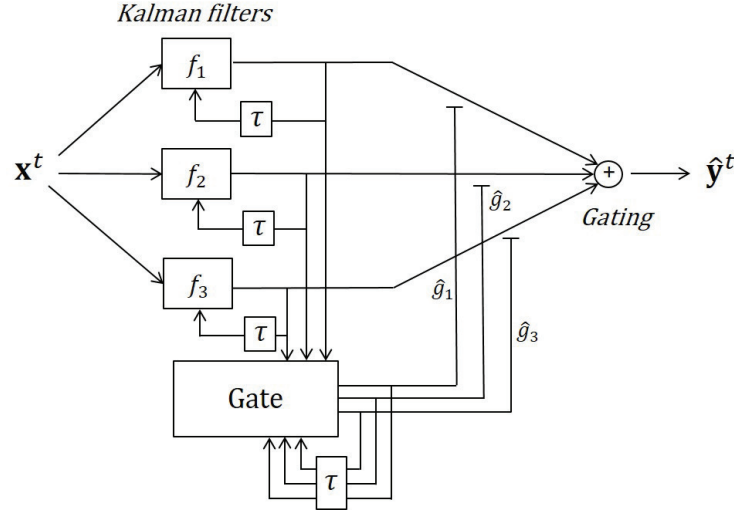 Kalman filters
f₁
τ
𝐱ᵗ
f₂
+
ŷᵗ
τ
ĝ₂
Gating
f₃
ĝ₁
τ
ĝ₃
Gate
τ